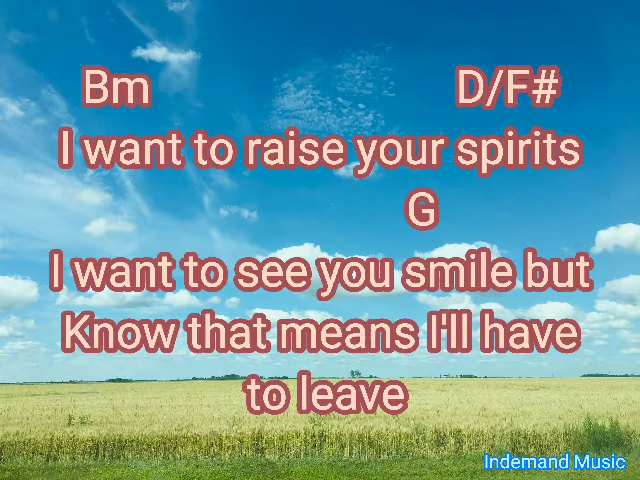 Bm D/F#
I want to raise your spirits
G
I want to see you smile but
Know that means I'll have
to leave
Indemand Music